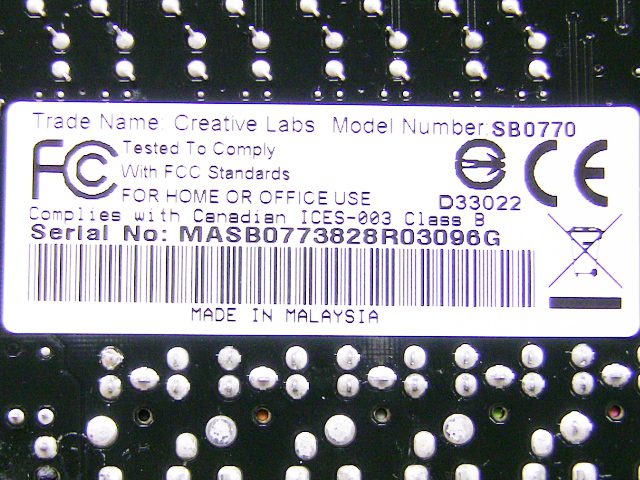 Trade Name: Creative Labs Model Number:SB0770
FC Tested To Comply
With FCC Standards
FOR HOME OR OFFICE USE
CE
D33022
Complies with Canadian ICES-003 Class B
Serial No: MASB0773828R03096G
MADE IN MALAYSIA